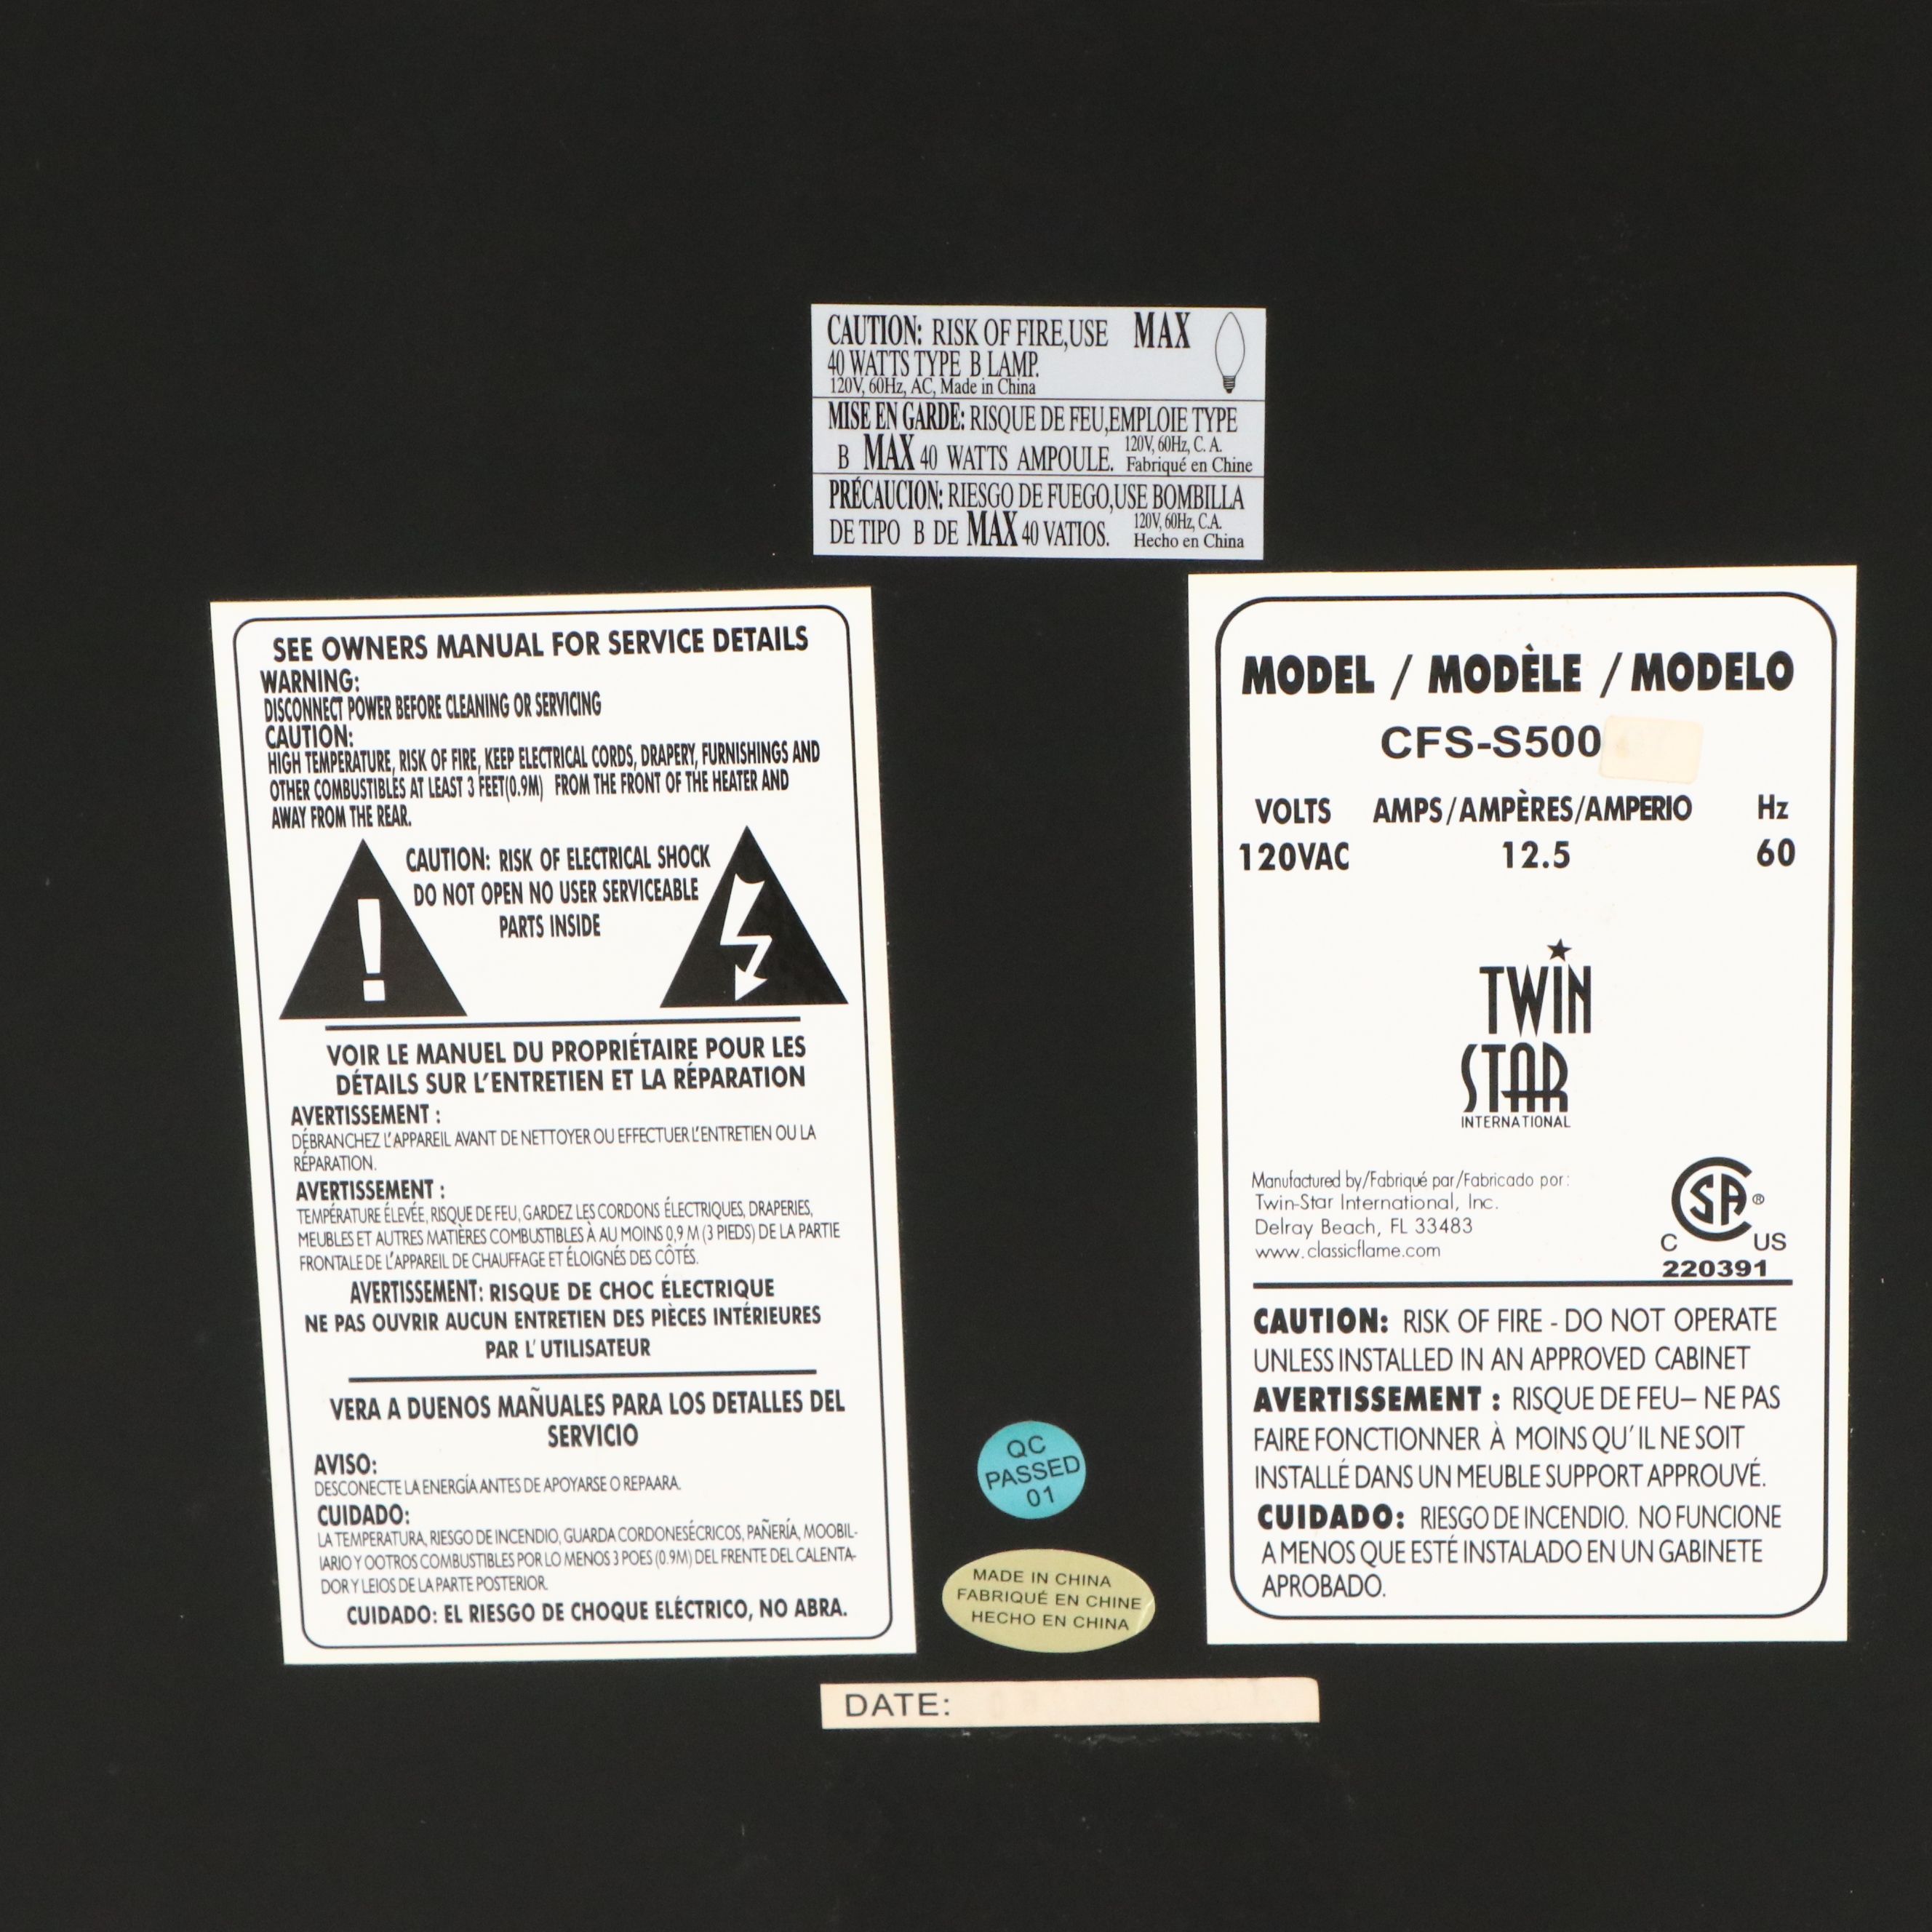 CAUTION: RISK OF FIRE,USE MAX
40 WATTS TYPE B LAMP.
120V, 60Hz, AC, Made in China
MISE EN GARDE: RISQUE DE FEU,EMPLOIE TYPE
B MAX 40 WATTS AMPOULE. 120V, 60Hz, C. A.
Fabriqué en Chine
PRÉCAUCION: RIESGO DE FUEGO,USE BOMBILLA
DE TIPO B DE MAX 40 VATIOS. 120V, 60Hz, C.A.
Hecho en China
SEE OWNERS MANUAL FOR SERVICE DETAILS
WARNING:
DISCONNECT POWER BEFORE CLEANING OR SERVICING
CAUTION:
HIGH TEMPERATURE, RISK OF FIRE, KEEP ELECTRICAL CORDS, DRAPERY, FURNISHINGS AND
OTHER COMBUSTIBLES AT LEAST 3 FEET(0.9M) FROM THE FRONT OF THE HEATER AND
AWAY FROM THE REAR.
CAUTION: RISK OF ELECTRICAL SHOCK
DO NOT OPEN NO USER SERVICEABLE
PARTS INSIDE
!
VOIR LE MANUEL DU PROPRIÉTAIRE POUR LES
DÉTAILS SUR L'ENTRETIEN ET LA RÉPARATION
AVERTISSEMENT :
DÉBRANCHEZ L'APPAREIL AVANT DE NETTOYER OU EFFECTUER L'ENTRETIEN OU LA
RÉPARATION.
AVERTISSEMENT :
TEMPÉRATURE ÉLEVÉE, RISQUE DE FEU, GARDEZ LES CORDONS ÉLECTRIQUES, DRAPERIES,
MEUBLES ET AUTRES MATIÈRES COMBUSTIBLES À AU MOINS 0,9 M (3 PIEDS) DE LA PARTIE
FRONTALE DE L'APPAREIL DE CHAUFFAGE ET ÉLOIGNÉS DES CÔTÉS.
AVERTISSEMENT: RISQUE DE CHOC ÉLECTRIQUE
NE PAS OUVRIR AUCUN ENTRETIEN DES PIÈCES INTÉRIEURES
PAR L' UTILISATEUR
VERA A DUENOS MAÑUALES PARA LOS DETALLES DEL
SERVICIO
AVISO:
DESCONECTE LA ENERGÍA ANTES DE APOYARSE O REPAARA.
CUIDADO:
LA TEMPERATURA, RIESGO DE INCENDIO, GUARDA CORDONESÉCRICOS, PAÑERÍA, MOOBIL-
IARIO Y OOTROS COMBUSTIBLES POR LO MENOS 3 POES (0.9M) DEL FRENTE DEL CALENTA-
DOR Y LEIOS DE LA PARTE POSTERIOR.
CUIDADO: EL RIESGO DE CHOQUE ELÉCTRICO, NO ABRA.
QC
PASSED
01
MADE IN CHINA
FABRIQUÉ EN CHINE
HECHO EN CHINA
DATE:
MODEL / MODÈLE / MODELO
CFS-S500
VOLTS AMPS/AMPÈRES/AMPERIO Hz
120VAC 12.5 60
TWIN
STAR
INTERNATIONAL
Manufactured by/Fabriqué par/Fabricado por:
Twin-Star International, Inc.
Delray Beach, FL 33483
www.classicflame.com
SA ®
C US
220391
CAUTION: RISK OF FIRE - DO NOT OPERATE
UNLESS INSTALLED IN AN APPROVED CABINET
AVERTISSEMENT : RISQUE DE FEU– NE PAS
FAIRE FONCTIONNER À MOINS QU' IL NE SOIT
INSTALLÉ DANS UN MEUBLE SUPPORT APPROUVÉ.
CUIDADO: RIESGO DE INCENDIO. NO FUNCIONE
A MENOS QUE ESTÉ INSTALADO EN UN GABINETE
APROBADO.